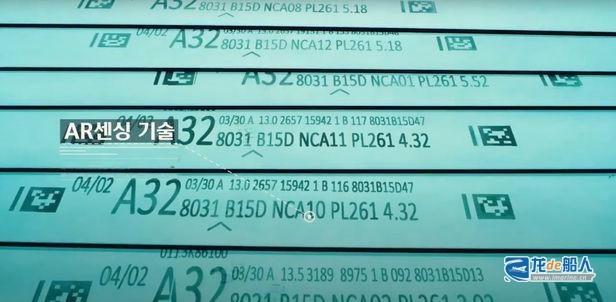 8031 B15D NCA08 PL261 5.18
04/02
A32
8031 B15D NCA12 PL261 5.18
A32
8031 B15D NCA01 PL261 5.52
AR센싱 기술
A32
03/30 A 13.0 2657 15942 1 B 117 8031B15D47
8031 B15D NCA11 PL261 4.32
04/02
A32
03/30 A 13.0 2657 15942 1 B 116 8031B15D47
8031 B15D NCA10 PL261 4.32
04/02
A32
03/30 A 13.5 3189 8975 1 B 092 8031B15D13
龙de船人
www.imarine.cn